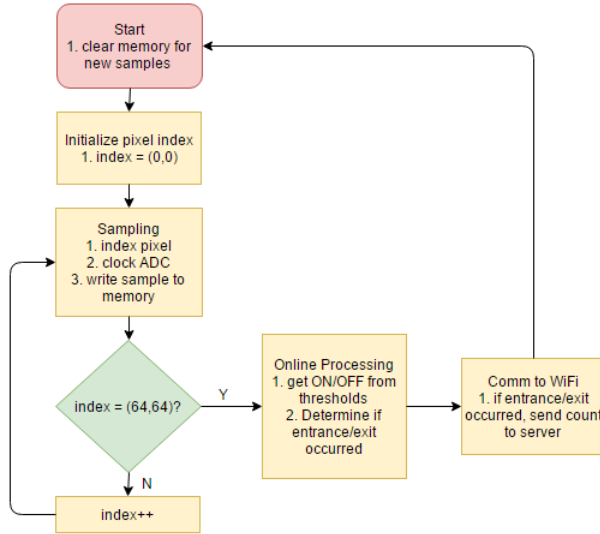 Start
1. clear memory for
new samples
Initialize pixel index
1. index = (0,0)
Sampling
1. index pixel
2. clock ADC
3. write sample to
memory
index = (64,64)?
Y
N
index++
Online Processing
1. get ON/OFF from
thresholds
2. Determine if
entrance/exit
occurred
Comm to WiFi
1. if entrance/exit
occurred, send count
to server